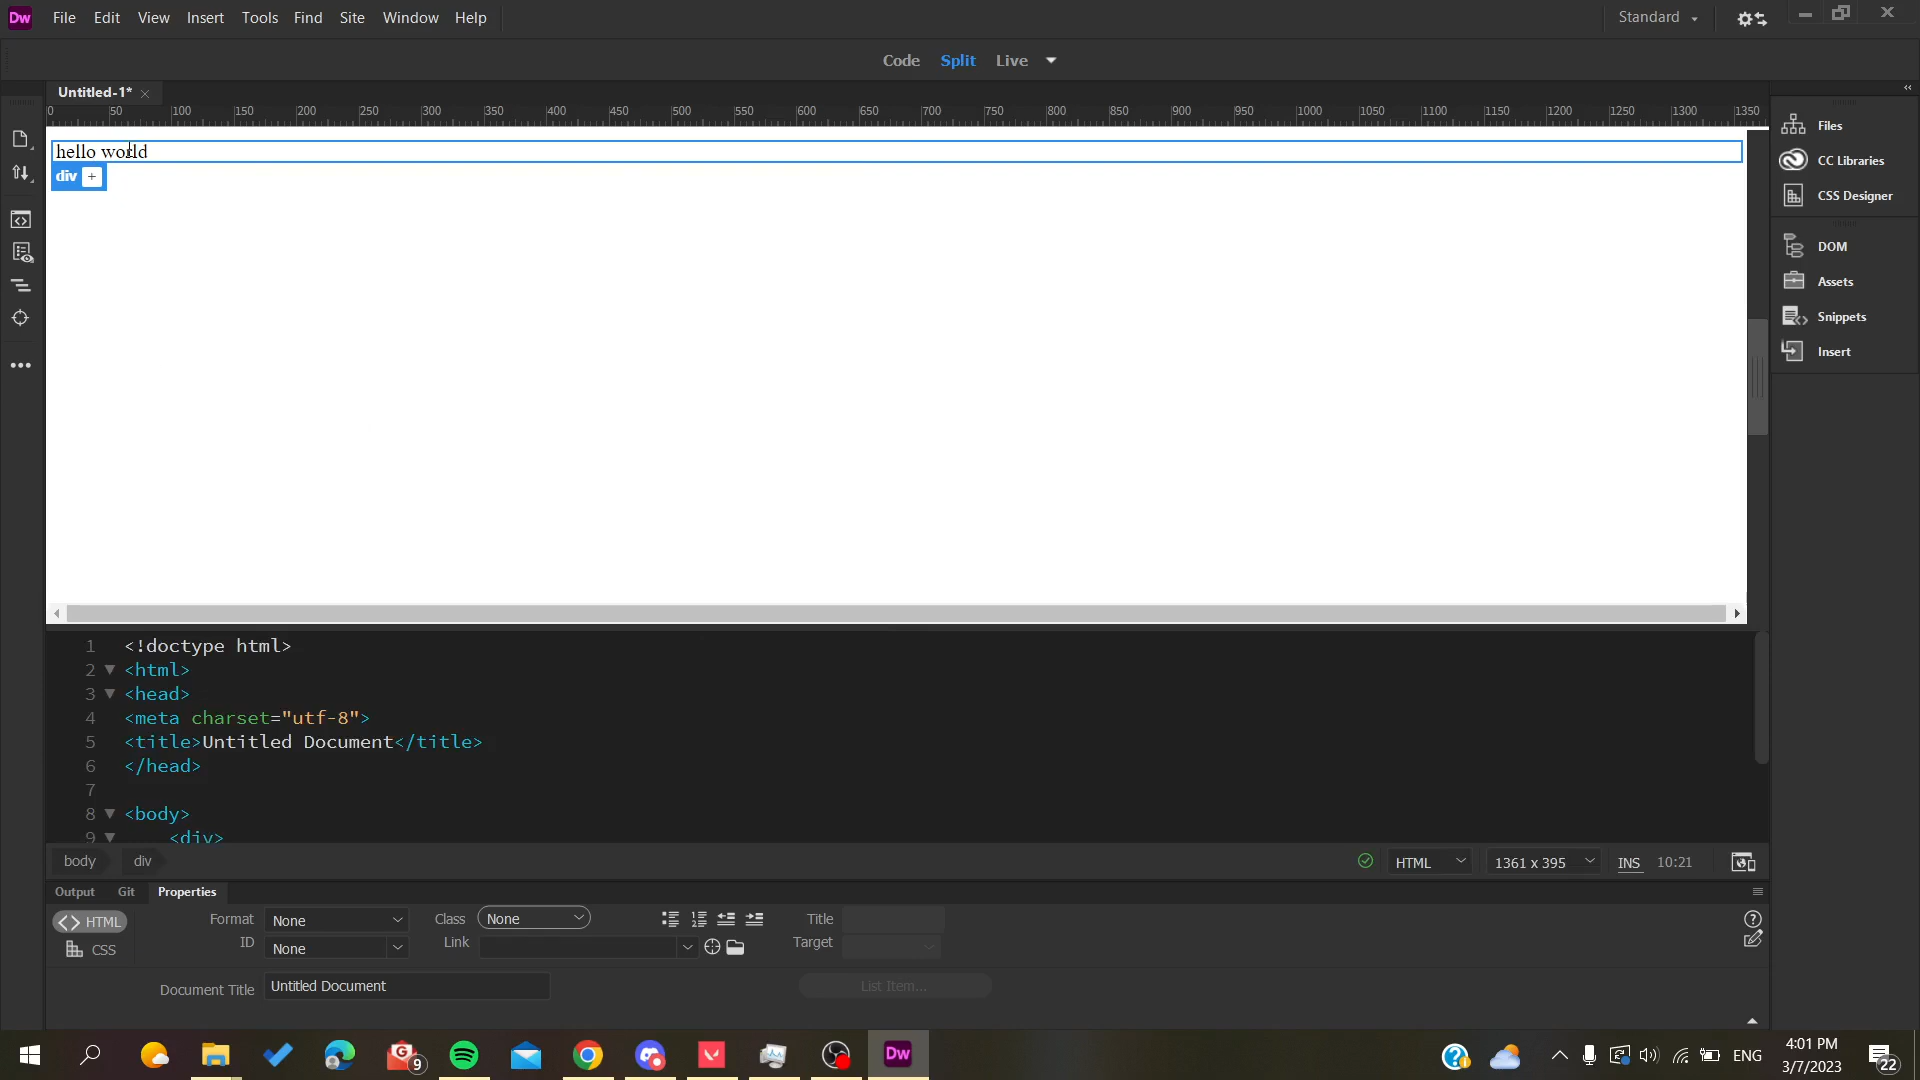 Dw File Edit View Insert Tools Find Site Window Help Standard
Code Split Live
Untitled-1*
0 50 100 150 200 250 300 350 400 450 500 550 600 650 700 750 800 850 900 950 1000 1050 1100 1150 1200 1250 1300 1350
hello world
div +
Files
CC Libraries
CSS Designer
DOM
Assets
Snippets
Insert
1 <!doctype html>
2 <html>
3 <head>
4 <meta charset="utf-8">
5 <title>Untitled Document</title>
6 </head>
7
8 <body>
9 <div>
body div HTML 1361 x 395 INS 10:21
Output Git Properties
HTML Format None Class None Title
CSS ID None Link Target
Document Title Untitled Document List Item...
9 Dw ENG 4:01 PM
3/7/2023 22